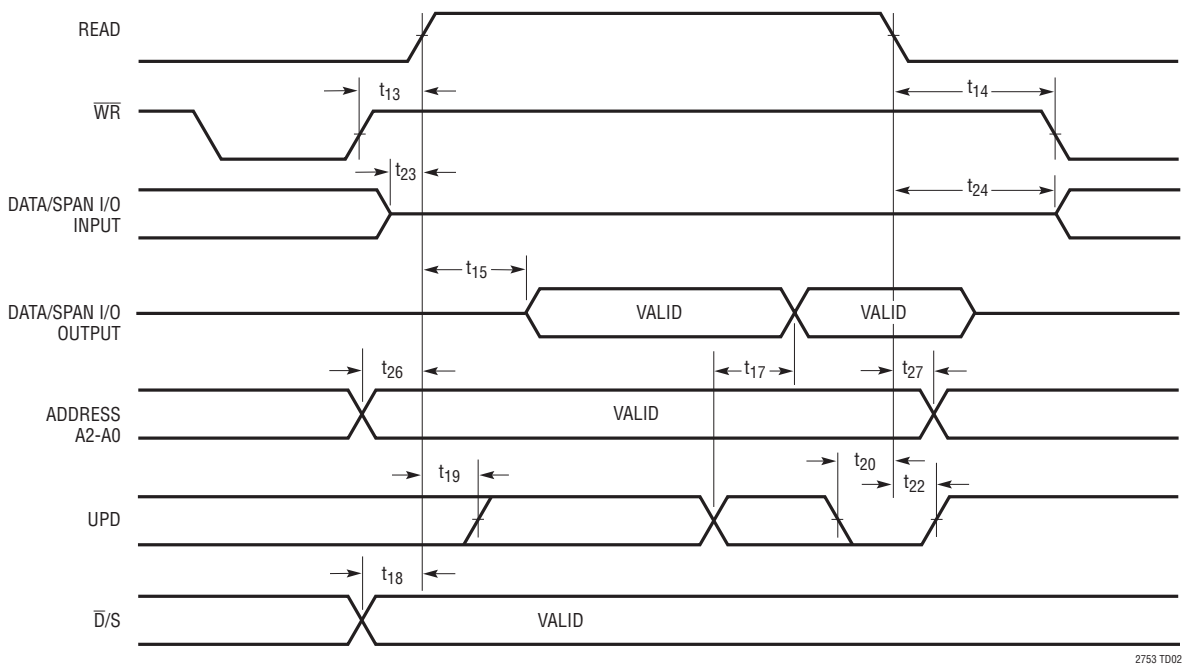 READ
t13
t14
WR
t23
t24
DATA/SPAN I/O
INPUT
t15
DATA/SPAN I/O
OUTPUT
VALID
VALID
t26
t17
t27
ADDRESS
A2-A0
VALID
t19
t20
t22
UPD
t18
D/S
VALID
2753 TD02